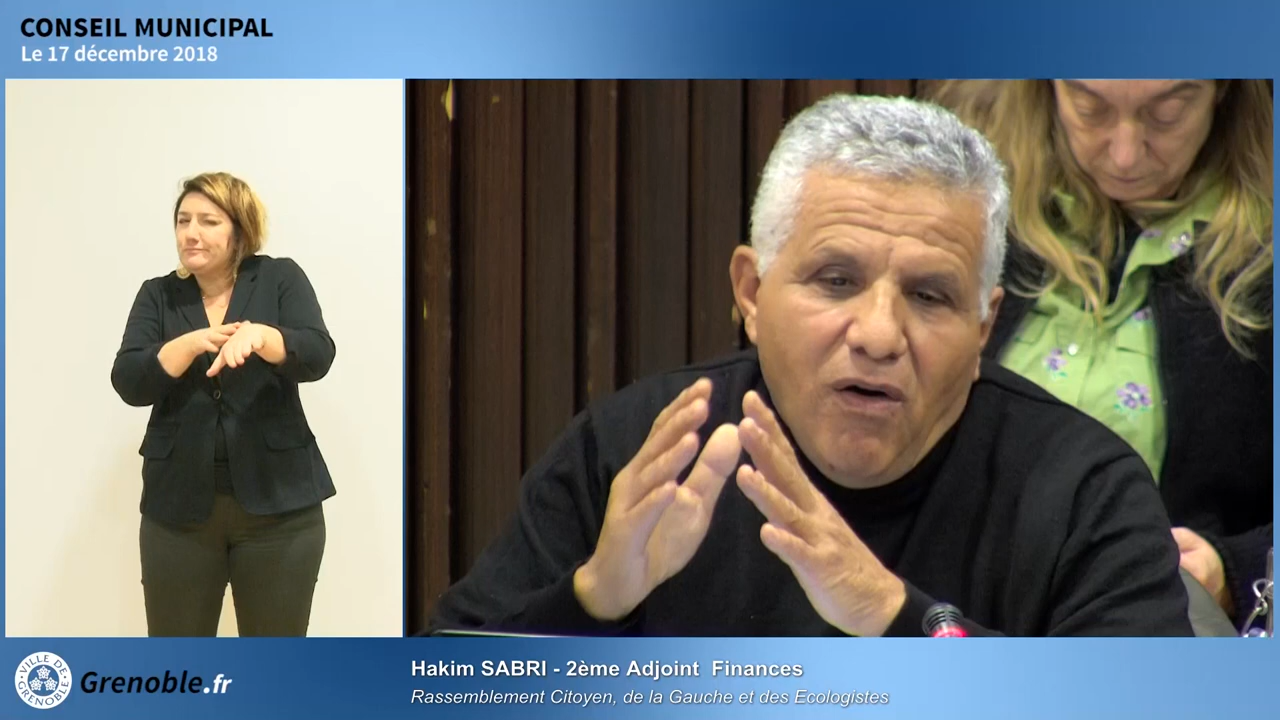 CONSEIL MUNICIPAL
Le 17 décembre 2018
VILLE DE GRENOBLE
Grenoble.fr
Hakim SABRI - 2ème Adjoint Finances
Rassemblement Citoyen, de la Gauche et des Ecologistes